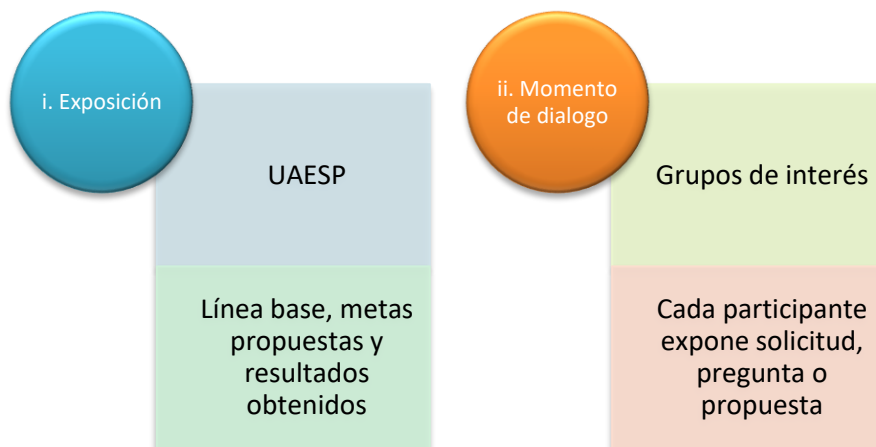 i. Exposición
UAESP
Línea base, metas
propuestas y
resultados
obtenidos
ii. Momento
de dialogo
Grupos de interés
Cada participante
expone solicitud,
pregunta o
propuesta